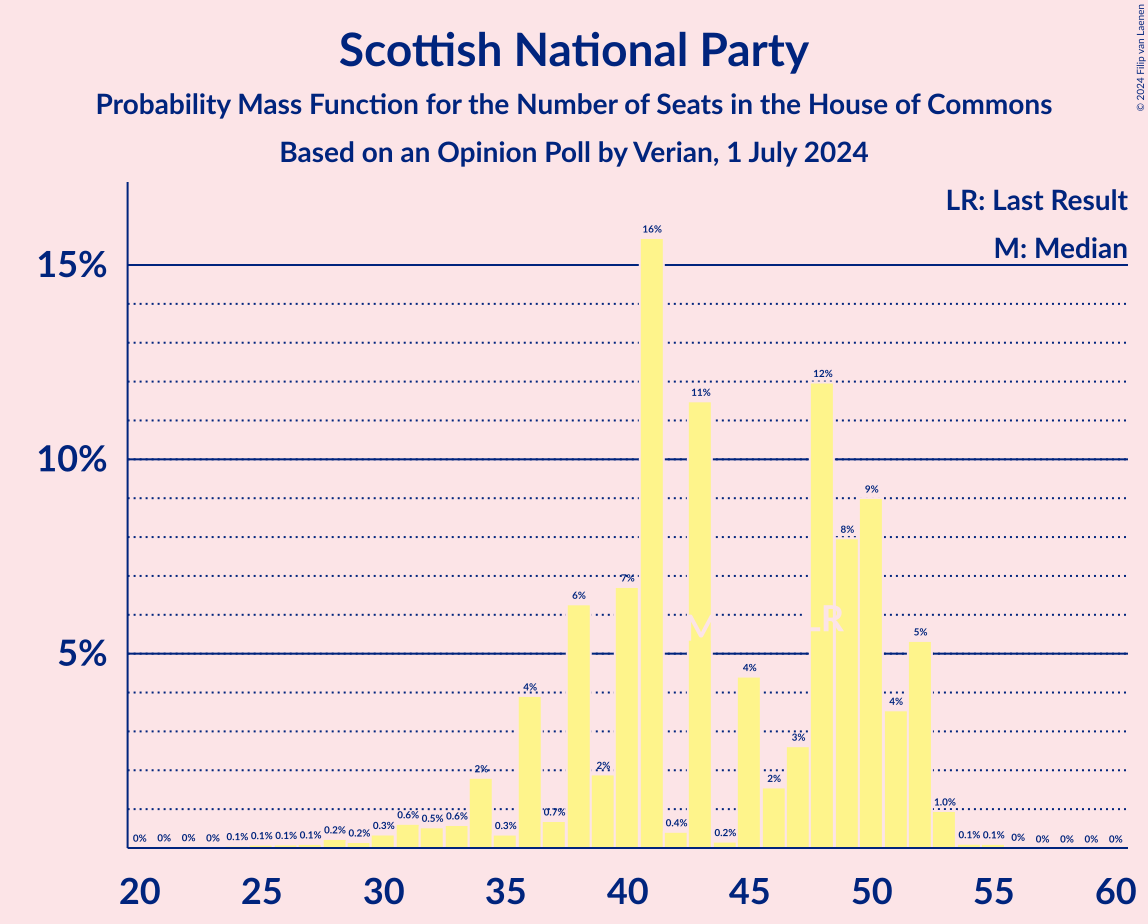 Scottish National Party
Probability Mass Function for the Number of Seats in the House of Commons
Based on an Opinion Poll by Verian, 1 July 2024
© 2024 Filip van Laenen
LR: Last Result
M: Median
15%
10%
5%
0% 0% 0% 0% 0.1% 0.1% 0.1% 0.1% 0.2% 0.2% 0.3% 0.6% 0.5% 0.6% 2% 0.3% 4% 0.7% 6% 2% 7% 16% 0.4% 11% 0.2% 4% 2% 3% 12% 8% 9% 4% 5% 1.0% 0.1% 0.1% 0% 0% 0% 0% 0%
M LR
20 25 30 35 40 45 50 55 60